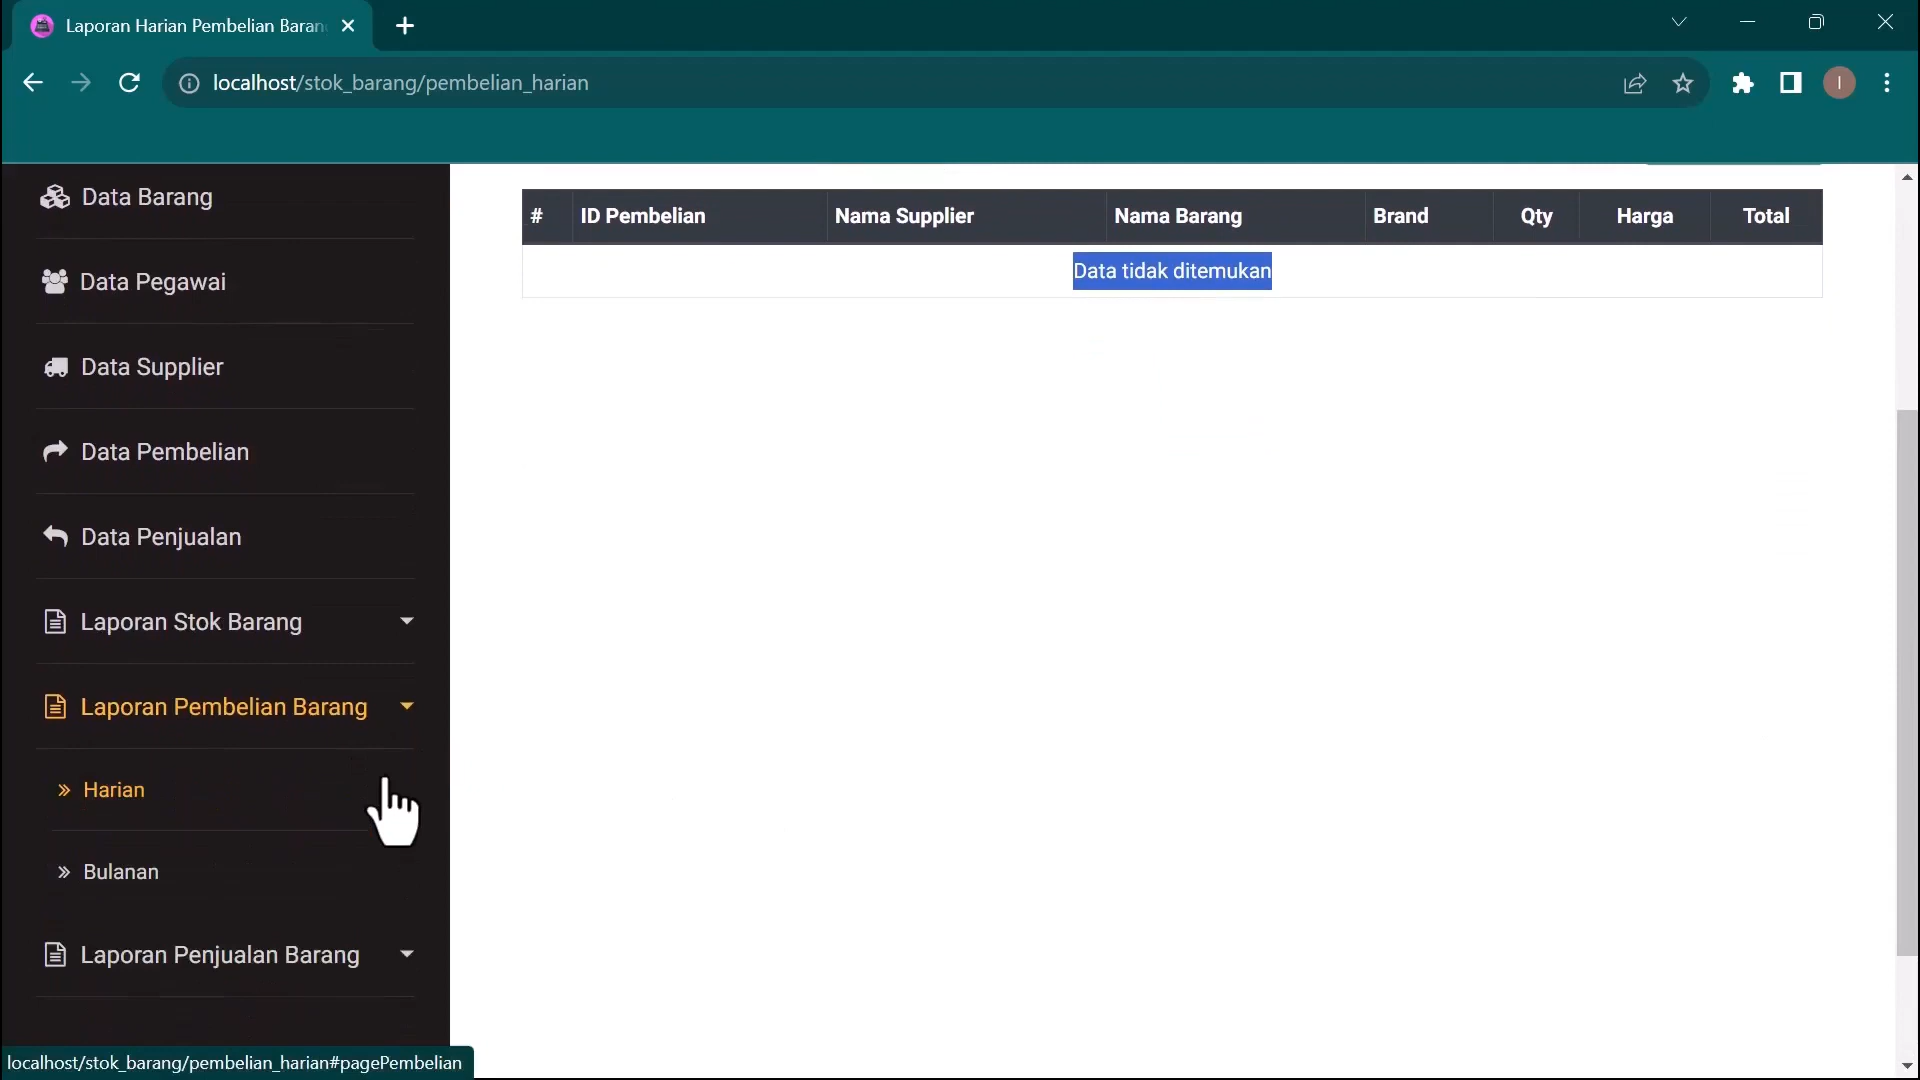 Laporan Harian Pembelian Baran
localhost/stok_barang/pembelian_harian
I
Data Barang
Data Pegawai
Data Supplier
Data Pembelian
Data Penjualan
Laporan Stok Barang
Laporan Pembelian Barang
» Harian
» Bulanan
Laporan Penjualan Barang
# ID Pembelian Nama Supplier Nama Barang Brand Qty Harga Total
Data tidak ditemukan
localhost/stok_barang/pembelian_harian#pagePembelian